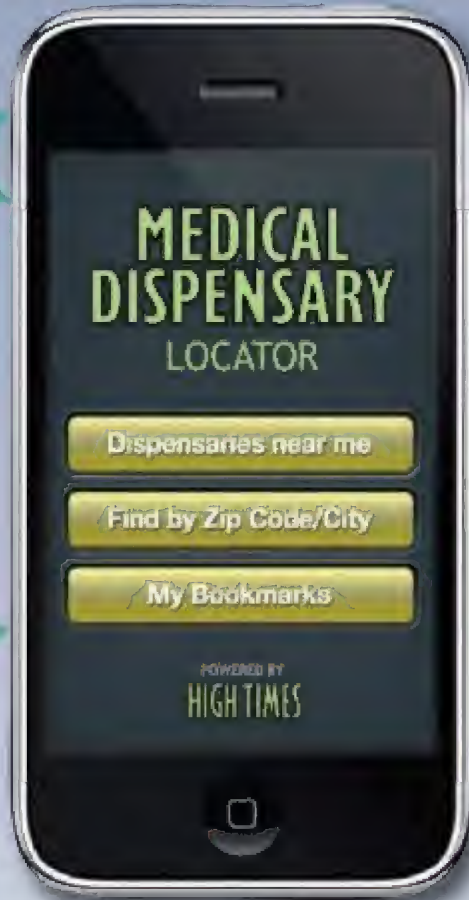 MEDICAL
DISPENSARY
LOCATOR
Dispensaries near me
Find by Zip Code/City
My Bookmarks
POWERED BY
HIGH TIMES